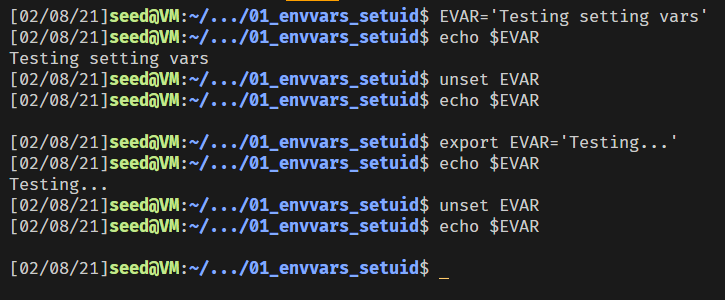 [02/08/21]seed@VM:~/.../01_envvars_setuid$ EVAR='Testing setting vars'
[02/08/21]seed@VM:~/.../01_envvars_setuid$ echo $EVAR
Testing setting vars
[02/08/21]seed@VM:~/.../01_envvars_setuid$ unset EVAR
[02/08/21]seed@VM:~/.../01_envvars_setuid$ echo $EVAR

[02/08/21]seed@VM:~/.../01_envvars_setuid$ export EVAR='Testing...'
[02/08/21]seed@VM:~/.../01_envvars_setuid$ echo $EVAR
Testing...
[02/08/21]seed@VM:~/.../01_envvars_setuid$ unset EVAR
[02/08/21]seed@VM:~/.../01_envvars_setuid$ echo $EVAR

[02/08/21]seed@VM:~/.../01_envvars_setuid$ _